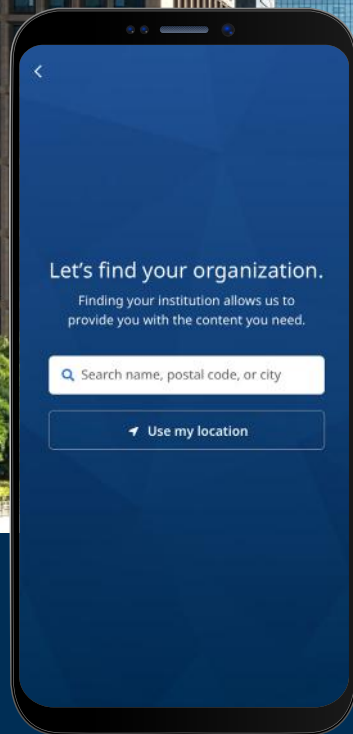 Let's find your organization.
Finding your institution allows us to
provide you with the content you need.
Search name, postal code, or city
Use my location